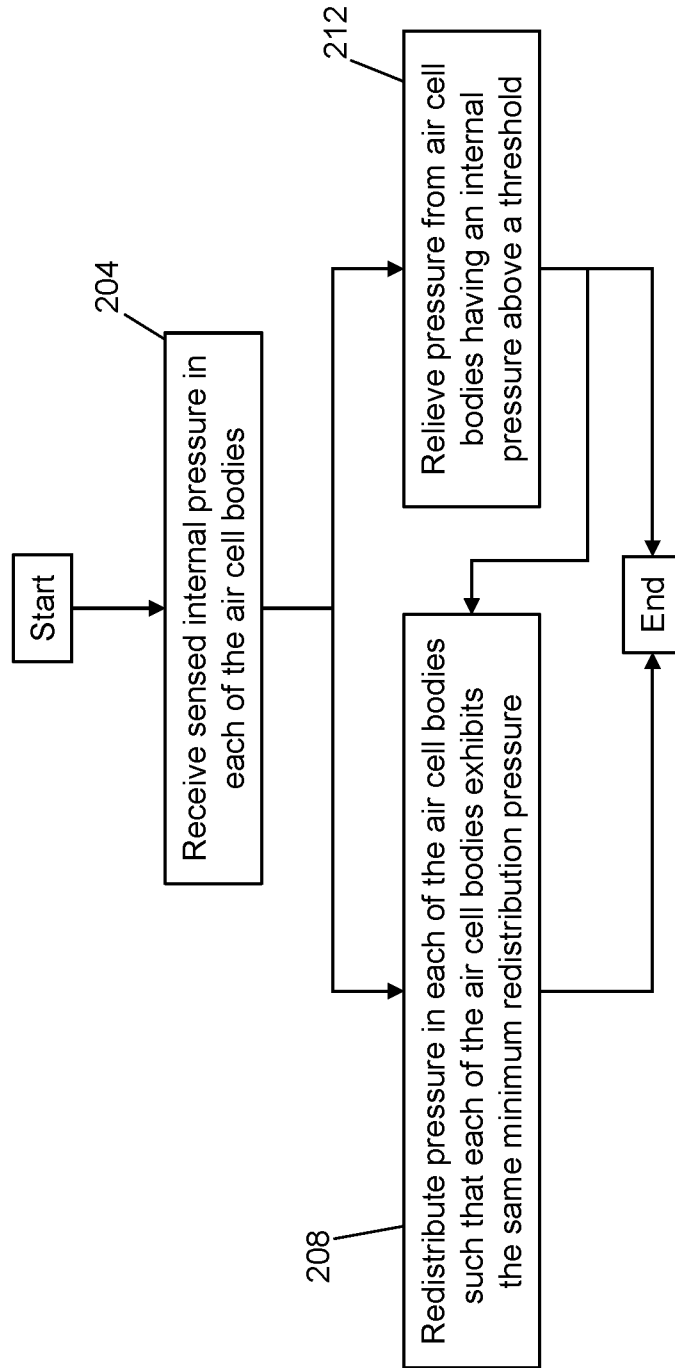 Start
204
Receive sensed internal pressure in
each of the air cell bodies
208
Redistribute pressure in each of the air cell bodies
such that each of the air cell bodies exhibits
the same minimum redistribution pressure
212
Relieve pressure from air cell
bodies having an internal
pressure above a threshold
End